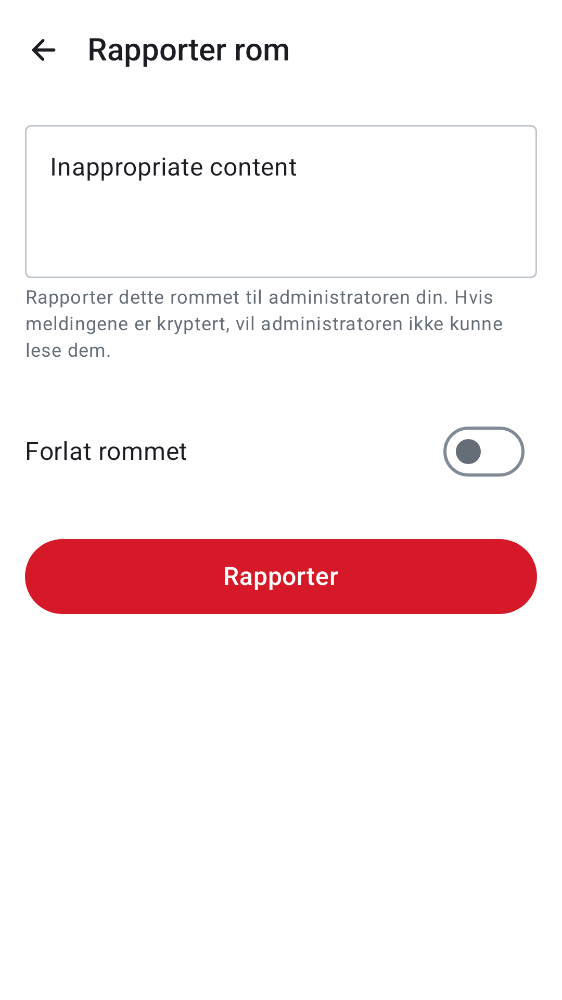 Rapporter rom
Inappropriate content
Rapporter dette rommet til administratoren din. Hvis
meldingene er kryptert, vil administratoren ikke kunne
lese dem.
Forlat rommet
Rapporter